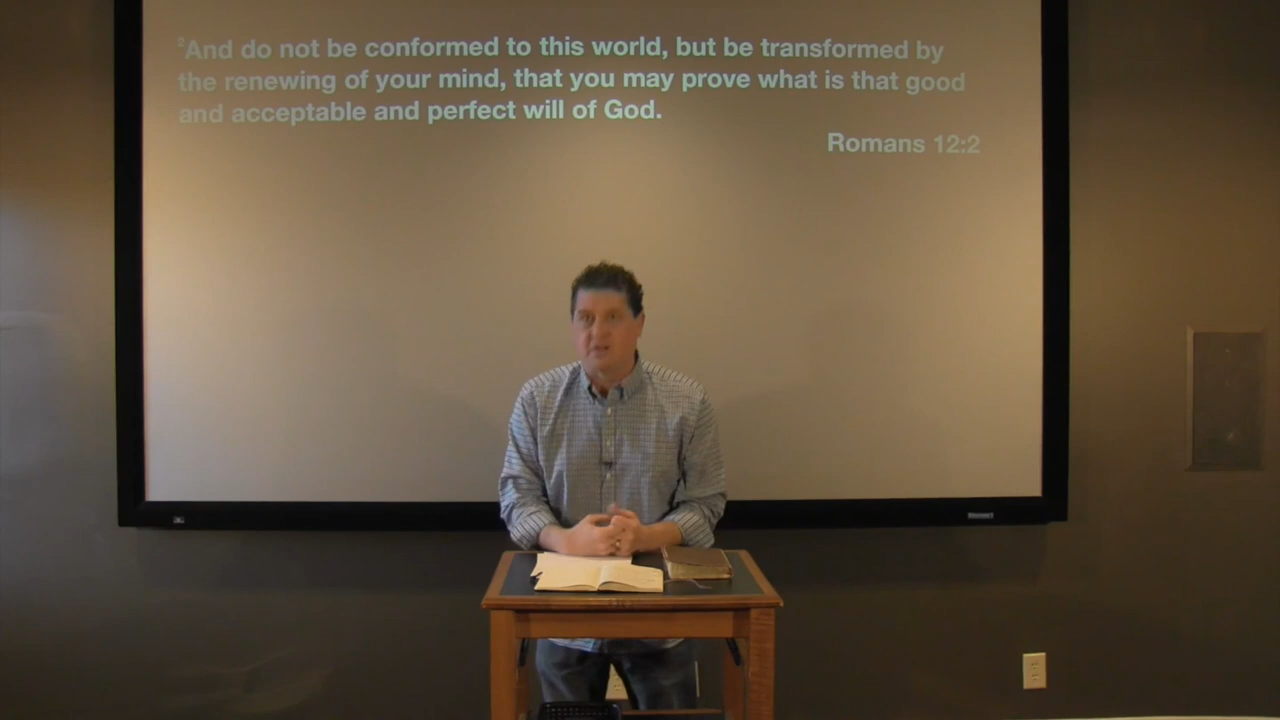 ²And do not be conformed to this world, but be transformed by
the renewing of your mind, that you may prove what is that good
and acceptable and perfect will of God.
Romans 12:2